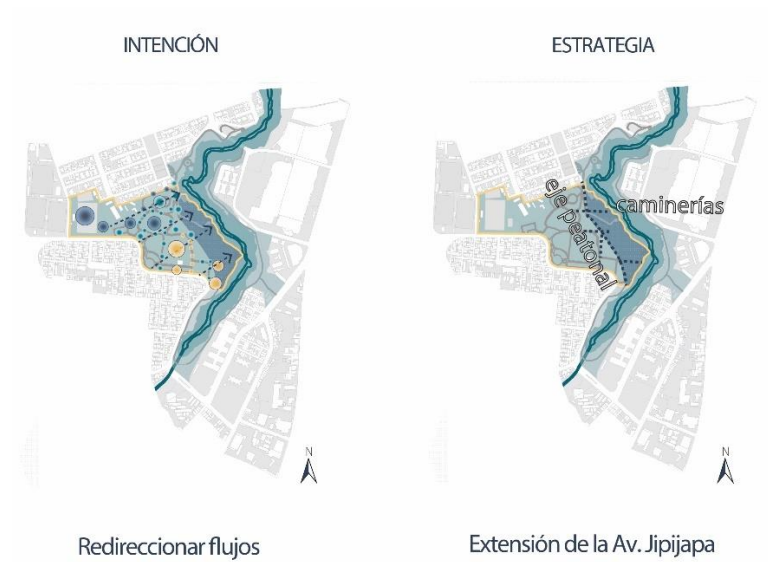 INTENCIÓN
ESTRATEGIA
eje peatonal
caminerías
N
N
Redireccionar flujos
Extensión de la Av. Jipijapa